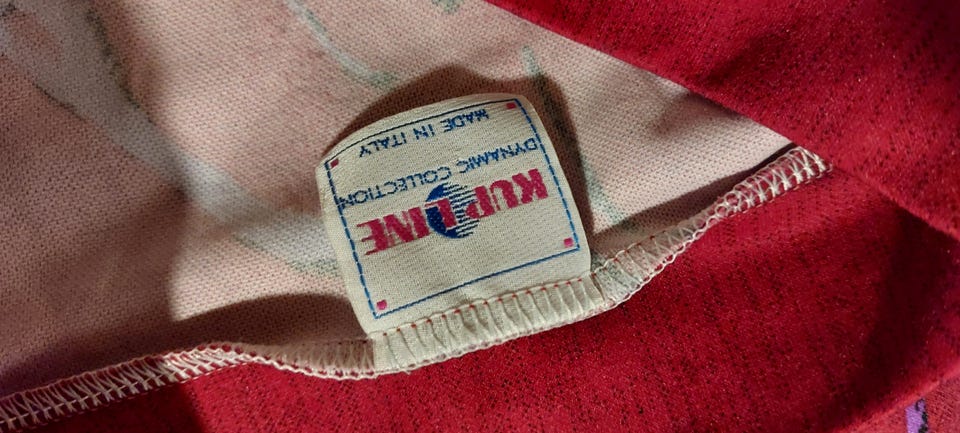 KUP LINE
DYNAMIC COLLECTION
MADE IN ITALY